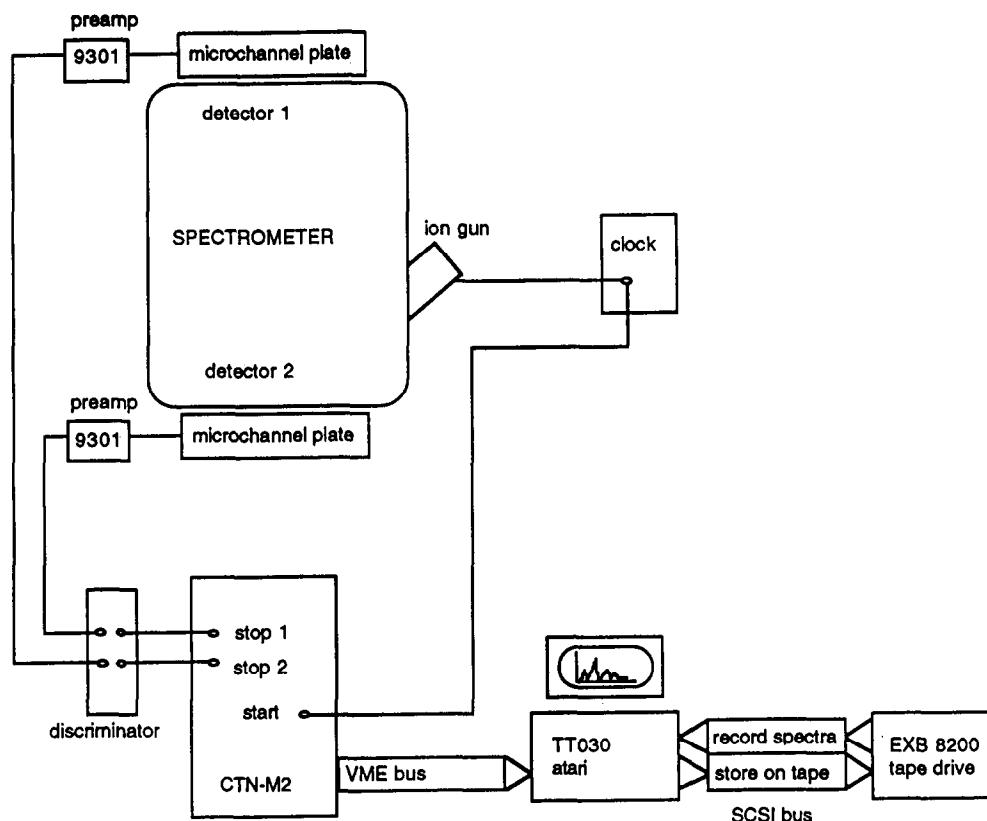 preamp
9301
microchannel plate
detector 1
SPECTROMETER
ion gun
clock
detector 2
preamp
9301
microchannel plate
stop 1
stop 2
start
discriminator
CTN-M2
VME bus
TT030
atari
record spectra
store on tape
SCSI bus
EXB 8200
tape drive